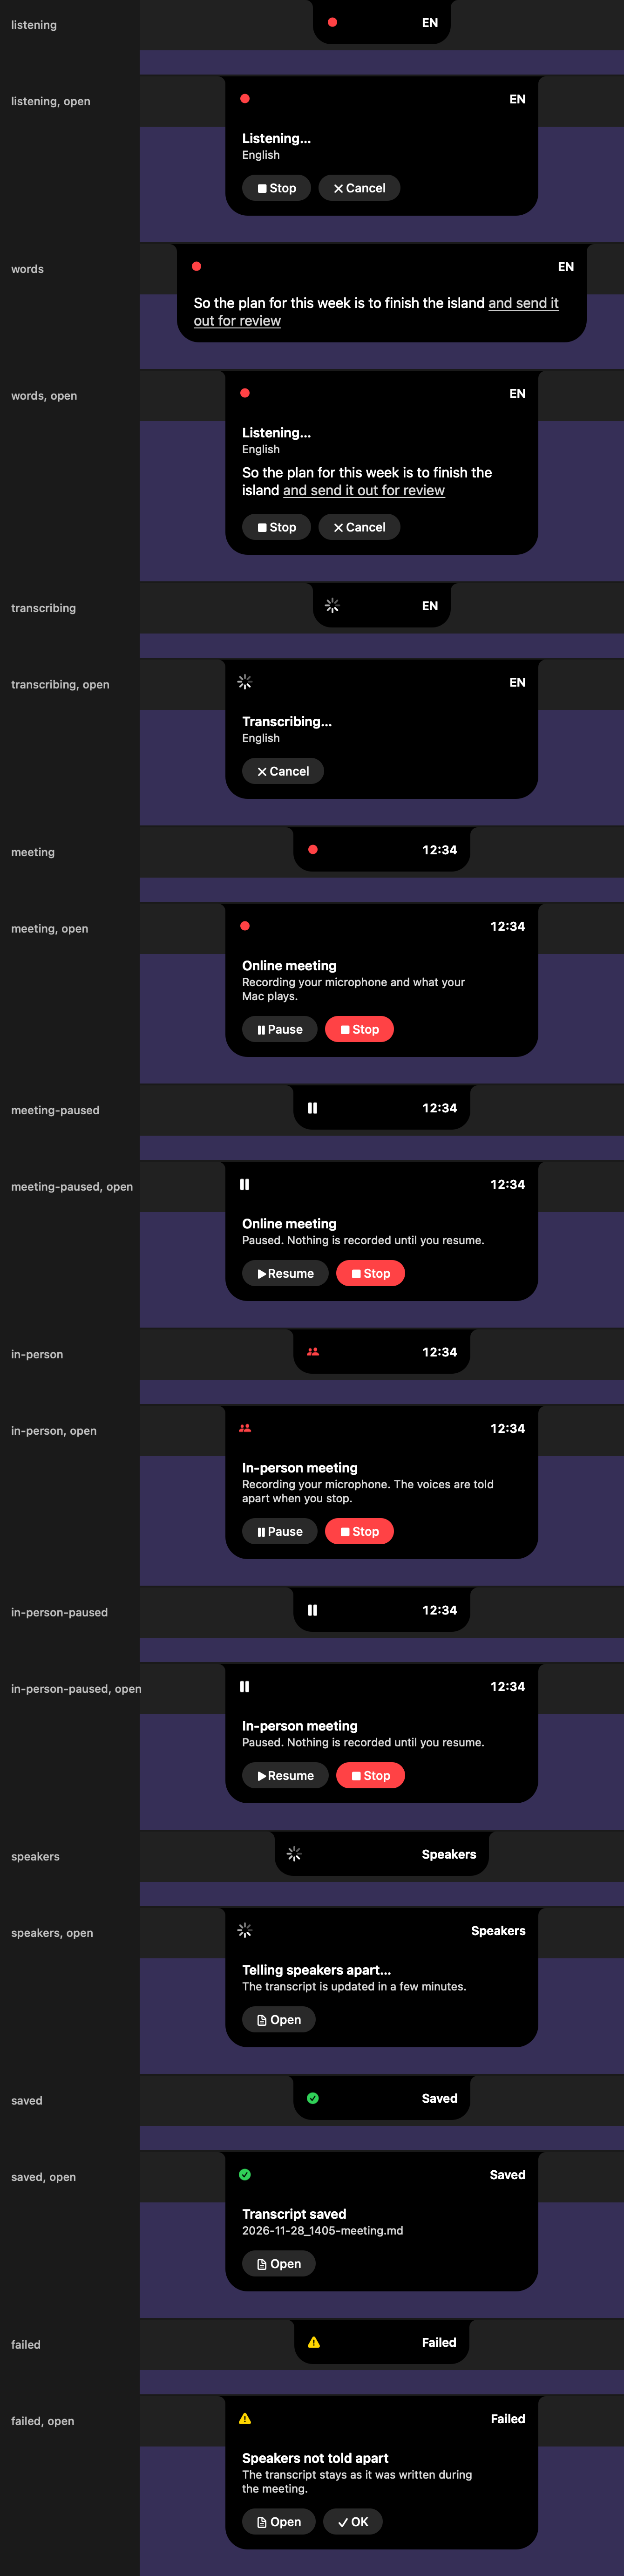 listening
EN
listening, open
EN
Listening...
English
Stop
Cancel
words
EN
So the plan for this week is to finish the island and send it
out for review
words, open
EN
Listening...
English
So the plan for this week is to finish the
island and send it out for review
Stop
Cancel
transcribing
EN
transcribing, open
EN
Transcribing...
English
Cancel
meeting
12:34
meeting, open
12:34
Online meeting
Recording your microphone and what your
Mac plays.
Pause
Stop
meeting-paused
12:34
meeting-paused, open
12:34
Online meeting
Paused. Nothing is recorded until you resume.
Resume
Stop
in-person
12:34
in-person, open
12:34
In-person meeting
Recording your microphone. The voices are told
apart when you stop.
Pause
Stop
in-person-paused
12:34
in-person-paused, open
12:34
In-person meeting
Paused. Nothing is recorded until you resume.
Resume
Stop
speakers
Speakers
speakers, open
Speakers
Telling speakers apart...
The transcript is updated in a few minutes.
Open
saved
Saved
saved, open
Saved
Transcript saved
2026-11-28_1405-meeting.md
Open
failed
Failed
failed, open
Failed
Speakers not told apart
The transcript stays as it was written during
the meeting.
Open
OK